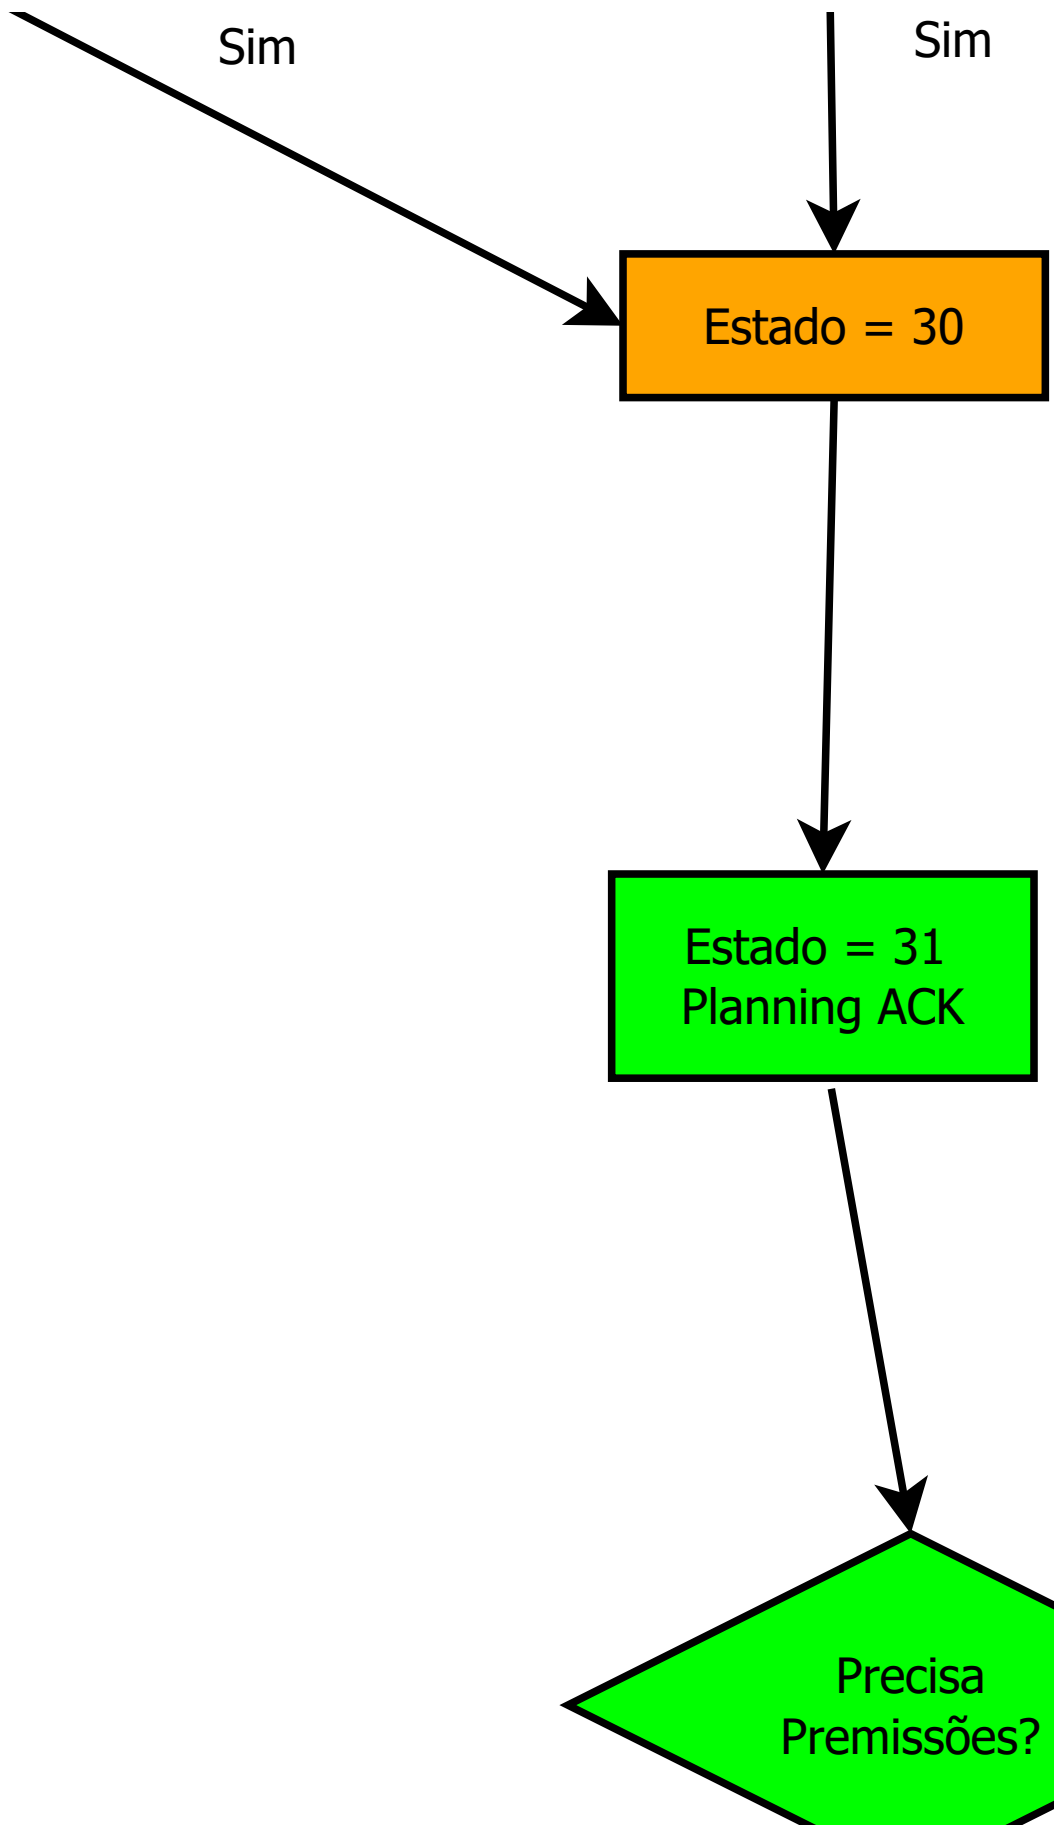 Sim
Sim
Estado = 30
Estado = 31
Planning ACK
Precisa
Premissões?